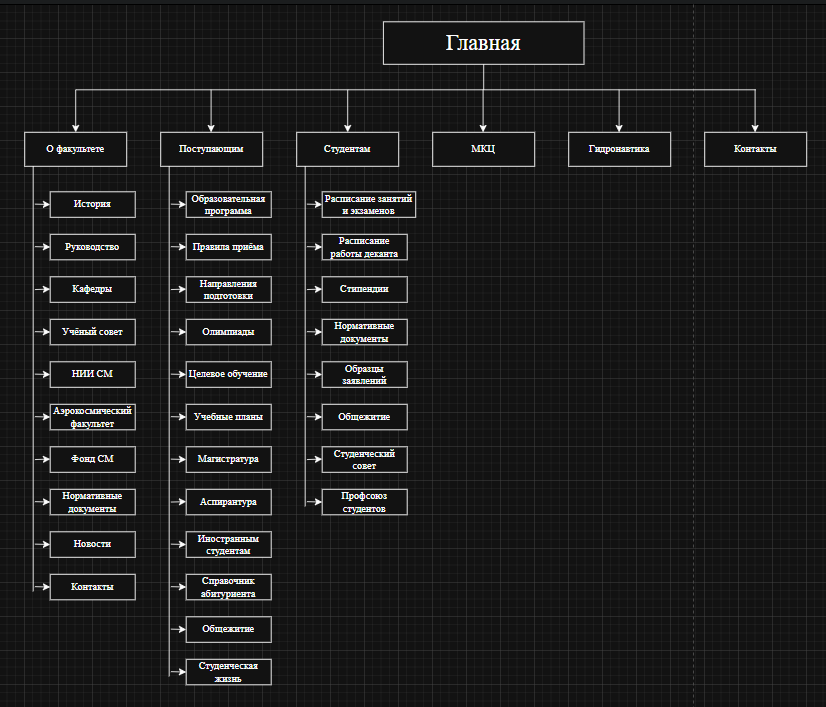 Главная
О факультете
Поступающим
Студентам
МКЦ
Гидронавтика
Контакты
История
Руководство
Кафедры
Учёный совет
НИИ СМ
Аэрокосмический
факультет
Фонд СМ
Нормативные
документы
Новости
Контакты
Образовательная
программа
Правила приёма
Направления
подготовки
Олимпиады
Целевое обучение
Учебные планы
Магистратура
Аспирантура
Иностранным
студентам
Справочник
абитуриента
Общежитие
Студенческая
жизнь
Расписание занятий
и экзаменов
Расписание
работы деканта
Стипендии
Нормативные
документы
Образцы
заявлений
Общежитие
Студенческий
совет
Профсоюз
студентов